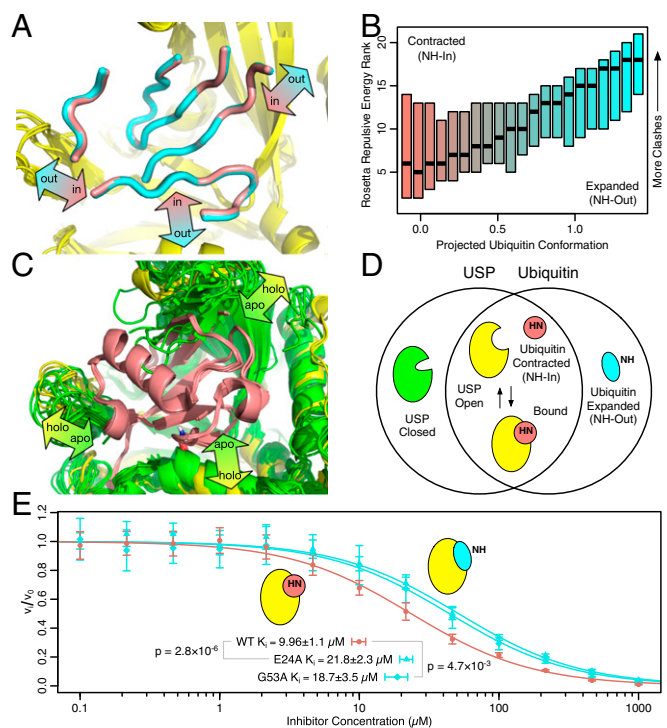 A
out
in
out
in
in
out
B
Contracted
(NH-In)
Expanded
(NH-Out)
Rosetta Repulsive Energy Rank
5
10
15
20
More Clashes
0.0
0.5
1.0
Projected Ubiquitin Conformation
C
holo
apo
holo
apo
apo
holo
D
USP
Ubiquitin
HN
Ubiquitin
Contracted
(NH-In)
NH
USP
Closed
USP
Open
Bound
HN
Ubiquitin
Expanded
(NH-Out)
E
vᵢ/v₀
0.0
0.2
0.4
0.6
0.8
1.0
1.2
HN
NH
WT Kᵢ = 9.96±1.1 µM
p = 2.8×10⁻⁶
E24A Kᵢ = 21.8±2.3 µM
p = 4.7×10⁻³
G53A Kᵢ = 18.7±3.5 µM
0.1
1
10
100
1000
Inhibitor Concentration (µM)